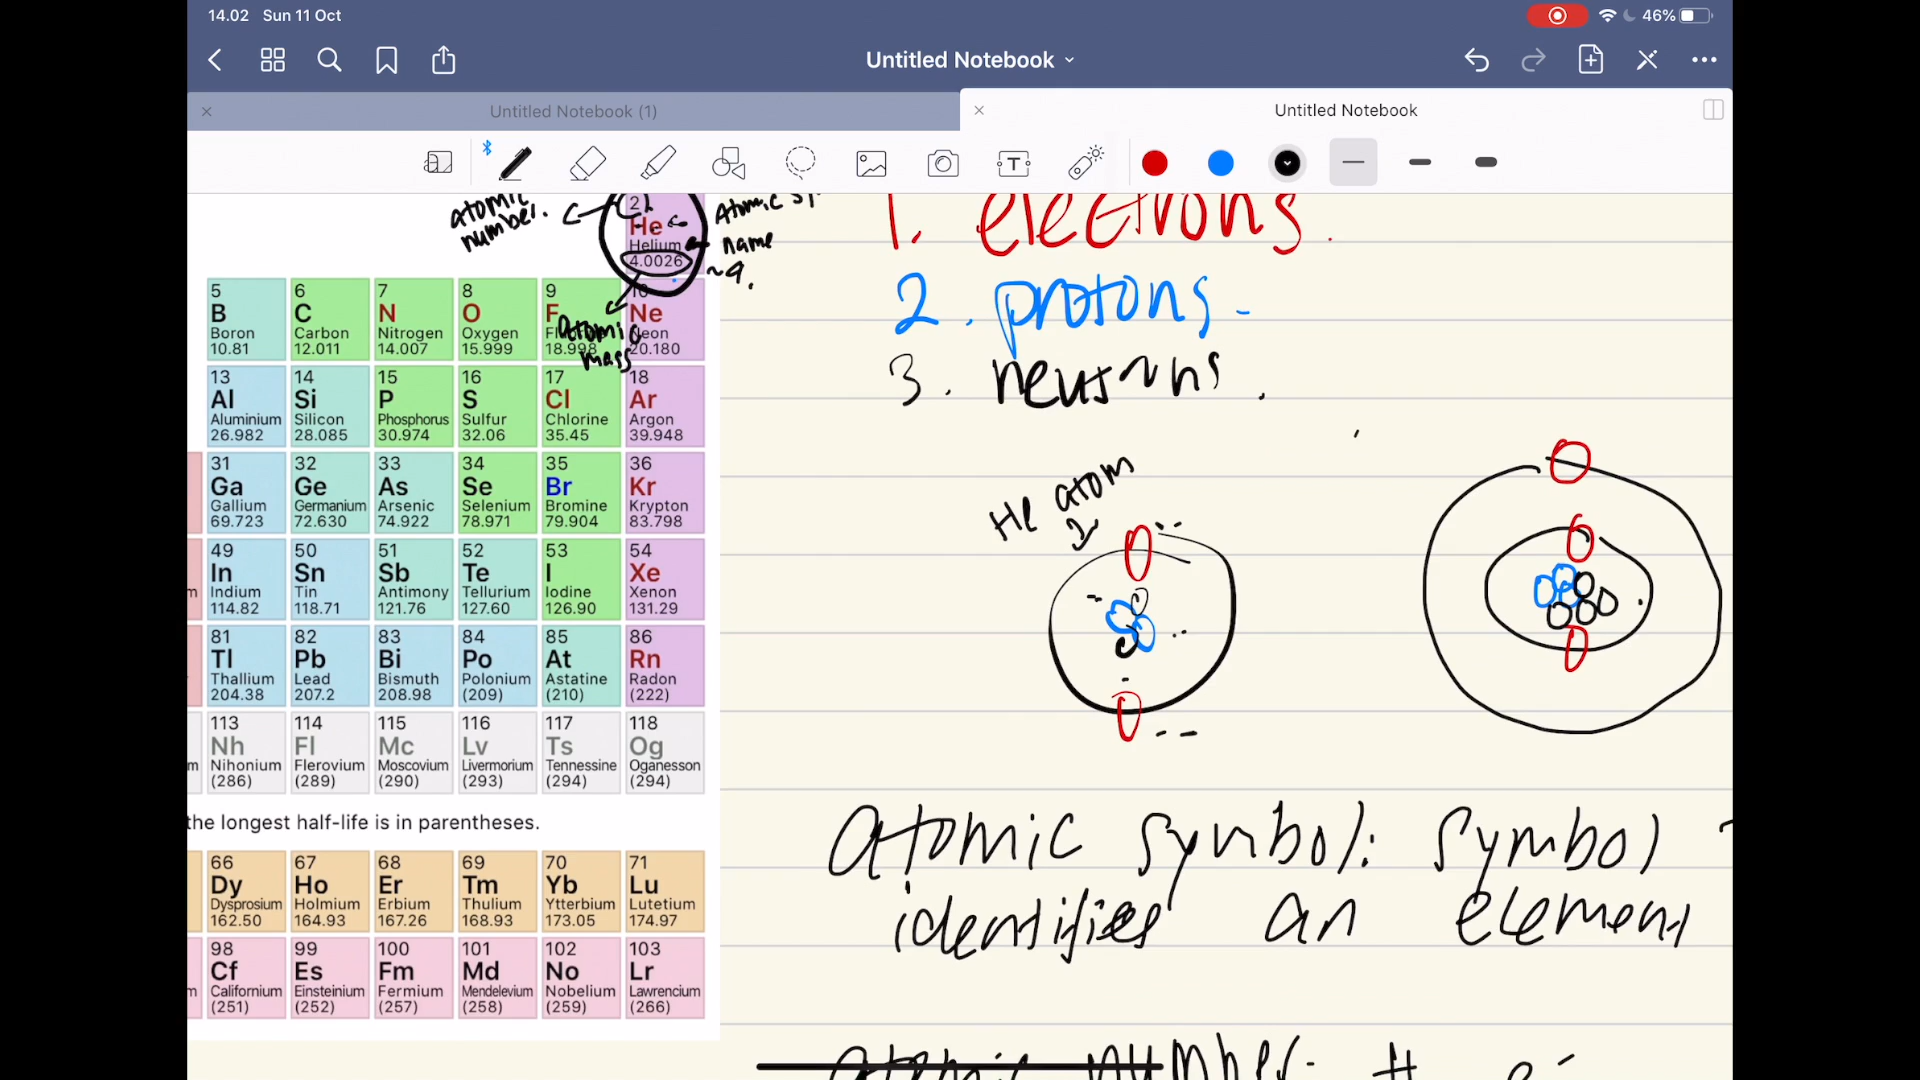 14.02 Sun 11 Oct
46%
Untitled Notebook
Untitled Notebook (1)
Untitled Notebook
T
atomic number.
2
He
Helium
4.0026
Atomic
name
~4.
Atomic mass
5 6 7 8 9 10
B C N O F Ne
Boron Carbon Nitrogen Oxygen
10.81 12.011 14.007 15.999 18.998 20.180
13 14 15 16 17 18
Al Si P S Cl Ar
Aluminium Silicon Phosphorus Sulfur Chlorine Argon
26.982 28.085 30.974 32.06 35.45 39.948
31 32 33 34 35 36
Ga Ge As Se Br Kr
Gallium Germanium Arsenic Selenium Bromine Krypton
69.723 72.630 74.922 78.971 79.904 83.798
49 50 51 52 53 54
In Sn Sb Te I Xe
m Indium Tin Antimony Tellurium Iodine Xenon
114.82 118.71 121.76 127.60 126.90 131.29
81 82 83 84 85 86
Tl Pb Bi Po At Rn
Thallium Lead Bismuth Polonium Astatine Radon
204.38 207.2 208.98 (209) (210) (222)
113 114 115 116 117 118
Nh Fl Mc Lv Ts Og
m Nihonium Flerovium Moscovium Livermorium Tennessine Oganesson
(286) (289) (290) (293) (294) (294)
the longest half-life is in parentheses.
66 67 68 69 70 71
Dy Ho Er Tm Yb Lu
Dysprosium Holmium Erbium Thulium Ytterbium Lutetium
162.50 164.93 167.26 168.93 173.05 174.97
98 99 100 101 102 103
Cf Es Fm Md No Lr
m Californium Einsteinium Fermium Mendelevium Nobelium Lawrencium
(251) (252) (257) (258) (259) (266)
1. electrons.
2. protons.
3. neutrons.
He atom
atomic symbol: symbol
identifies an element
atomic number: # e-